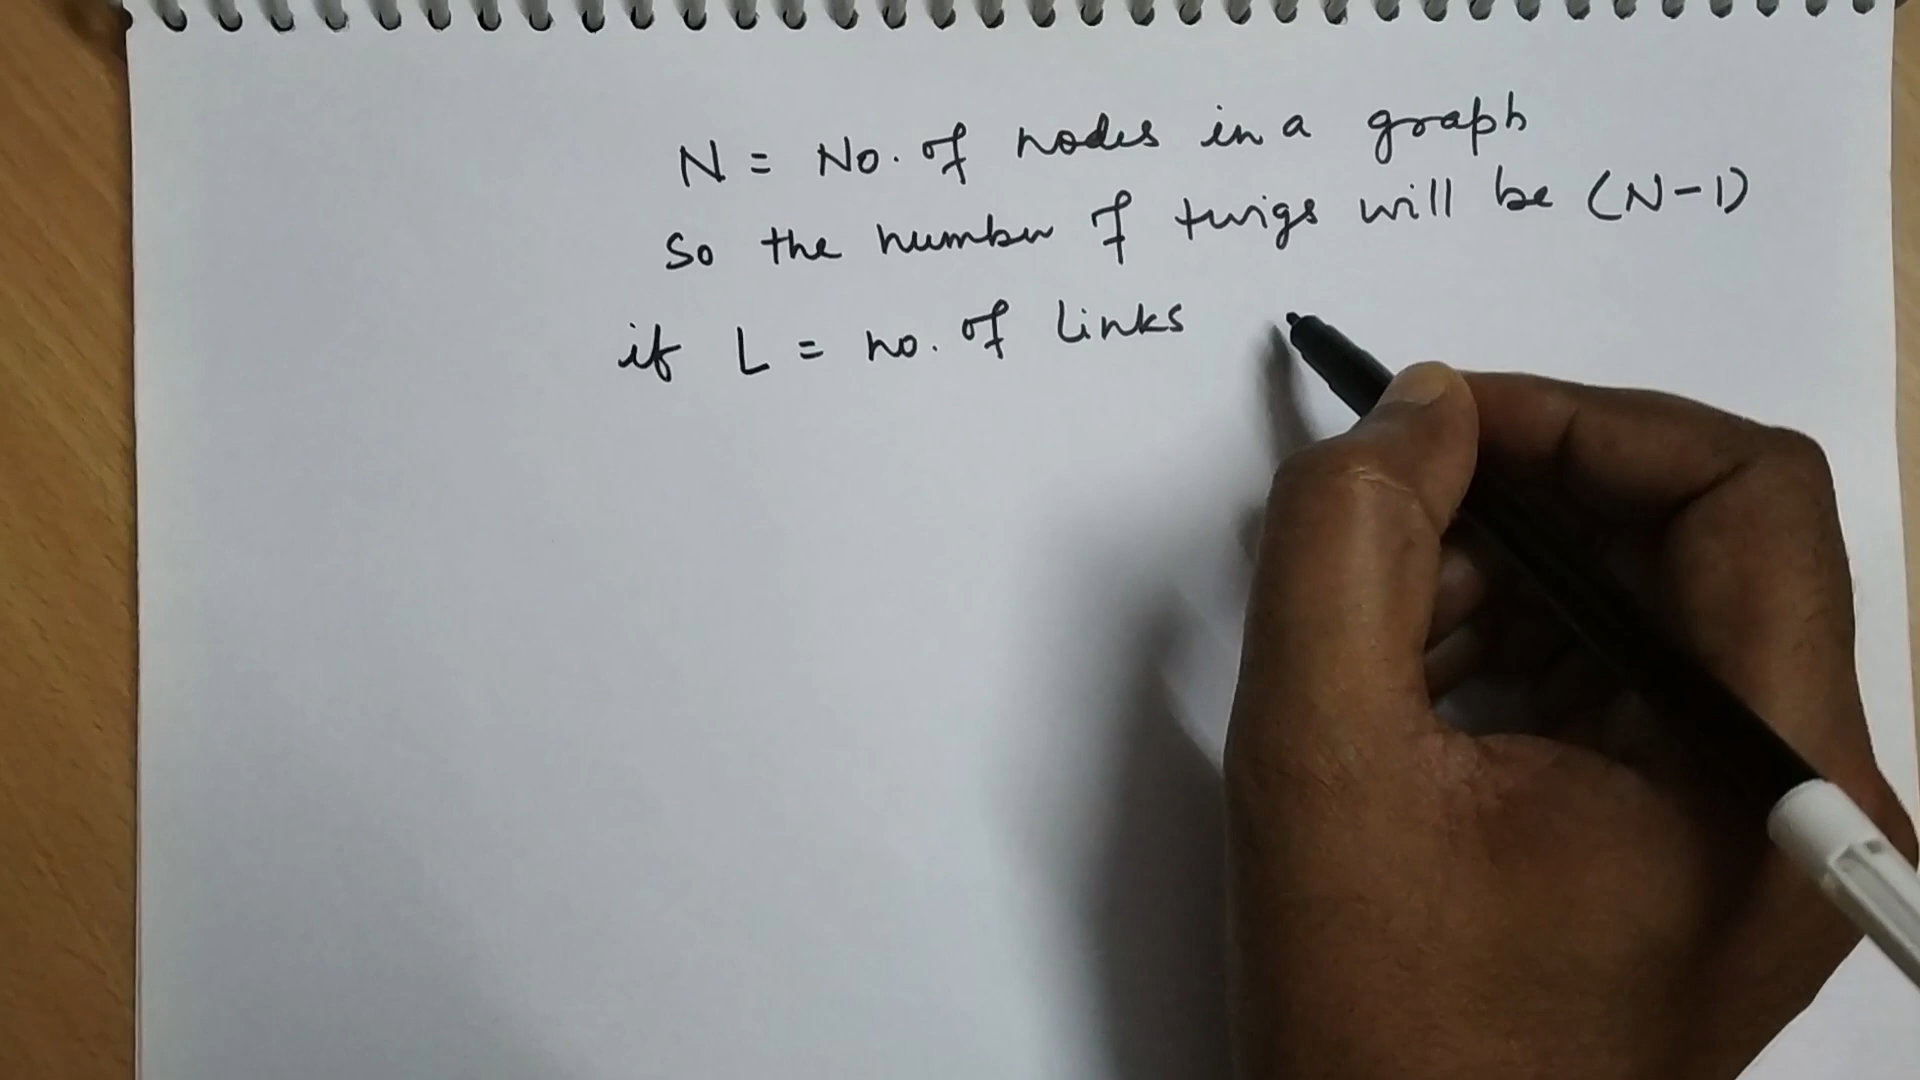 N = No. of nodes in a graph
So the number of twigs will be (N-1)
if L = no. of Links